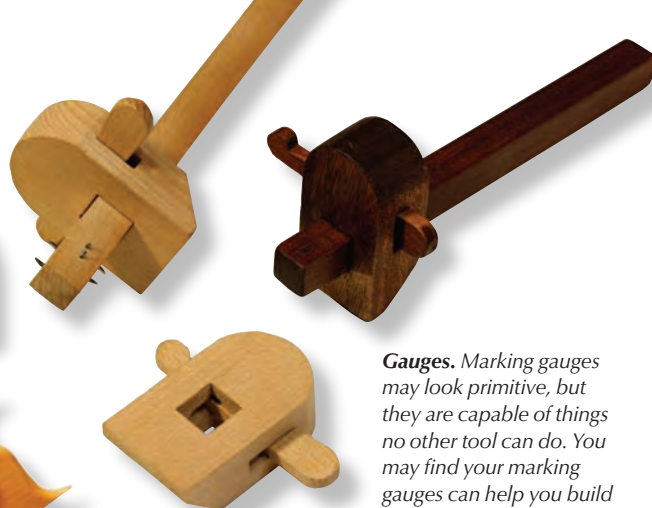 Gauges. Marking gauges
may look primitive, but
they are capable of things
no other tool can do. You
may find your marking
gauges can help you build